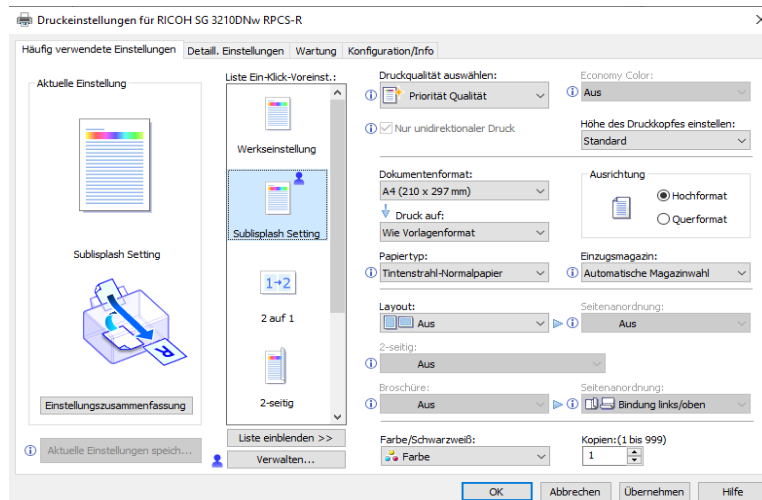 Druckeinstellungen für RICOH SG 3210DNw RPCS-R
Häufig verwendete Einstellungen
Detaill. Einstellungen
Wartung
Konfiguration/Info
Aktuelle Einstellung
Sublisplash Setting
Einstellungszusammenfassung
Aktuelle Einstellungen speich...
Liste Ein-Klick-Voreinst.:
Werkseinstellung
Sublisplash Setting
1→2
2 auf 1
2-seitig
Liste einblenden >>
Verwalten...
Druckqualität auswählen:
Priorität Qualität
Economy Color:
Aus
Nur unidirektionaler Druck
Höhe des Druckkopfes einstellen:
Standard
Dokumentenformat:
A4 (210 x 297 mm)
Druck auf:
Wie Vorlagenformat
Ausrichtung
Hochformat
Querformat
Papiertyp:
Tintenstrahl-Normalpapier
Einzugsmagazin:
Automatische Magazinwahl
Layout:
Aus
Seitenanordnung:
Aus
2-seitig:
Aus
Broschüre:
Aus
Seitenanordnung:
Bindung links/oben
Farbe/Schwarzweiß:
Farbe
Kopien:(1 bis 999)
1
OK
Abbrechen
Übernehmen
Hilfe